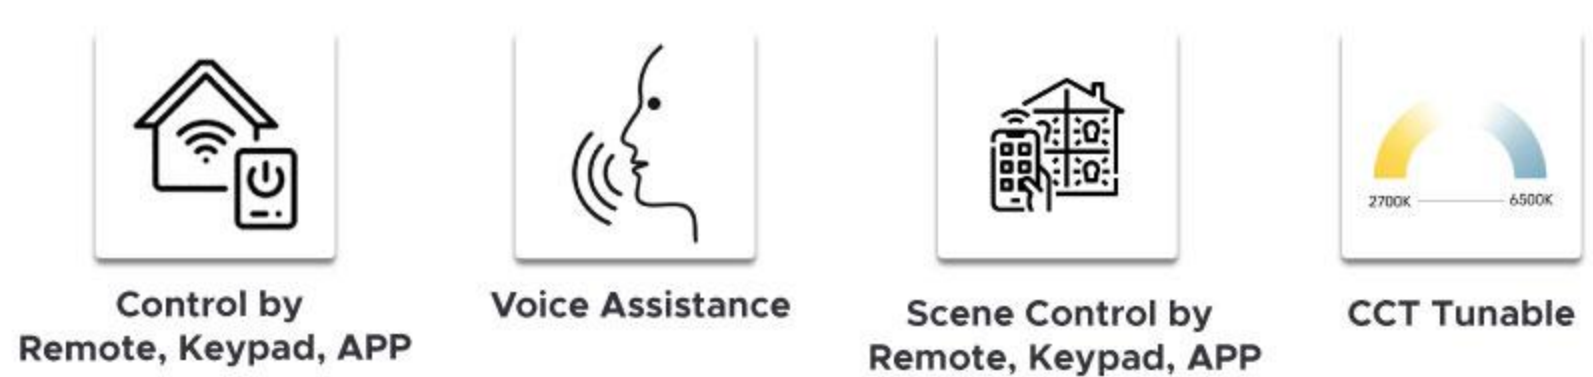 Control by
Remote, Keypad, APP
Voice Assistance
Scene Control by
Remote, Keypad, APP
2700K
6500K
CCT Tunable